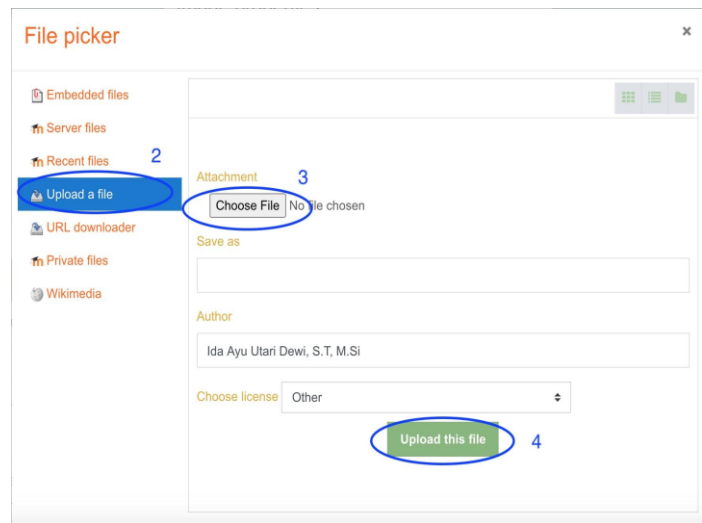 File picker
×
Embedded files
Server files
Recent files
2
Upload a file
URL downloader
Private files
Wikimedia
Attachment
3
Choose File No file chosen
Save as
Author
Ida Ayu Utari Dewi, S.T, M.Si
Choose license Other
Upload this file
4